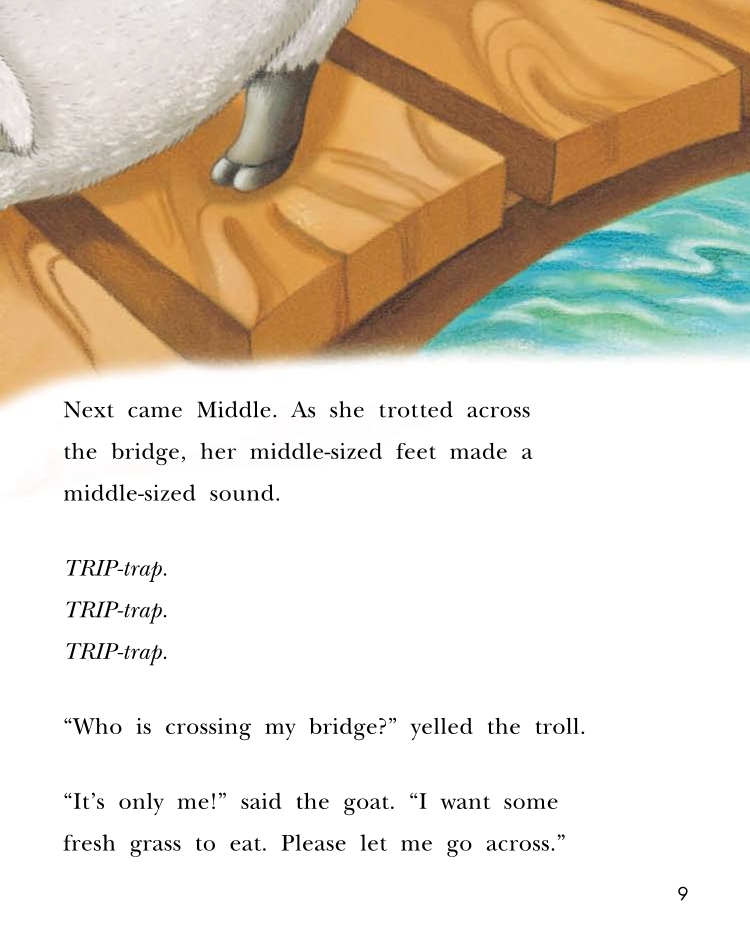 Next came Middle. As she trotted across
the bridge, her middle-sized feet made a
middle-sized sound.
TRIP-trap.
TRIP-trap.
TRIP-trap.
“Who is crossing my bridge?” yelled the troll.
“It’s only me!” said the goat. “I want some
fresh grass to eat. Please let me go across.”
9